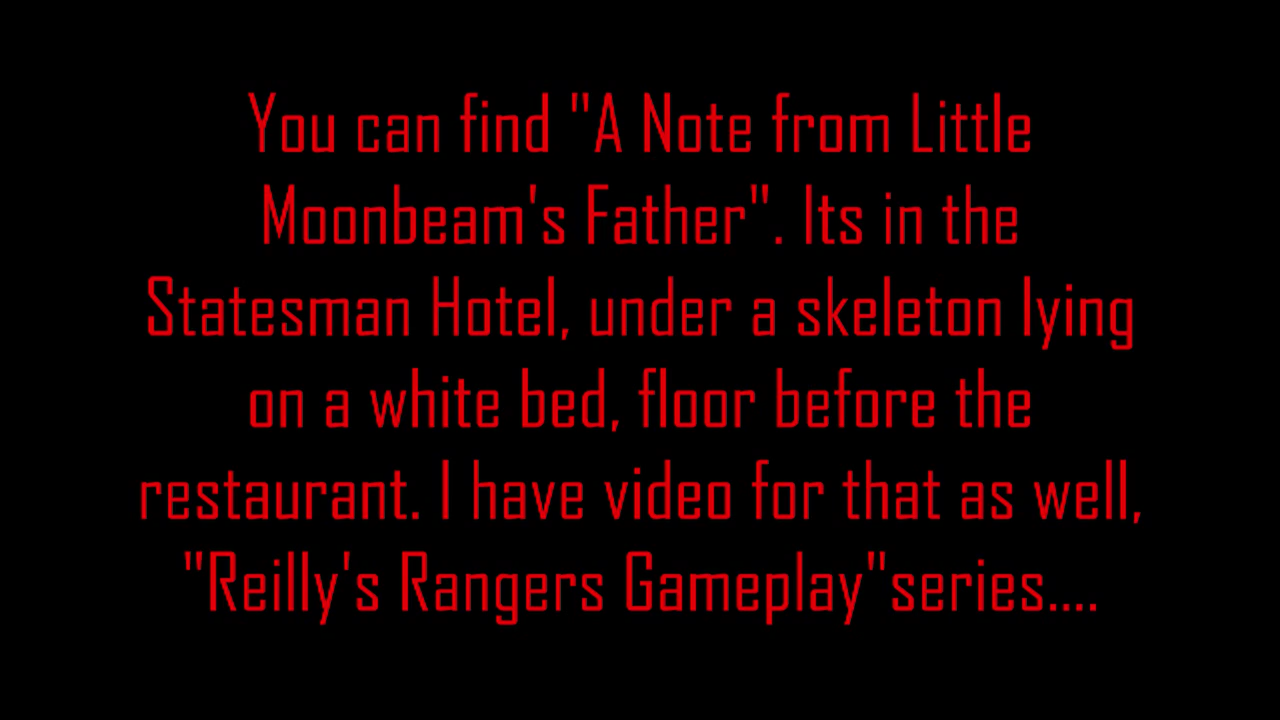 You can find "A Note from Little
Moonbeam's Father". Its in the
Statesman Hotel, under a skeleton lying
on a white bed, floor before the
restaurant. I have video for that as well,
"Reilly's Rangers Gameplay"series....